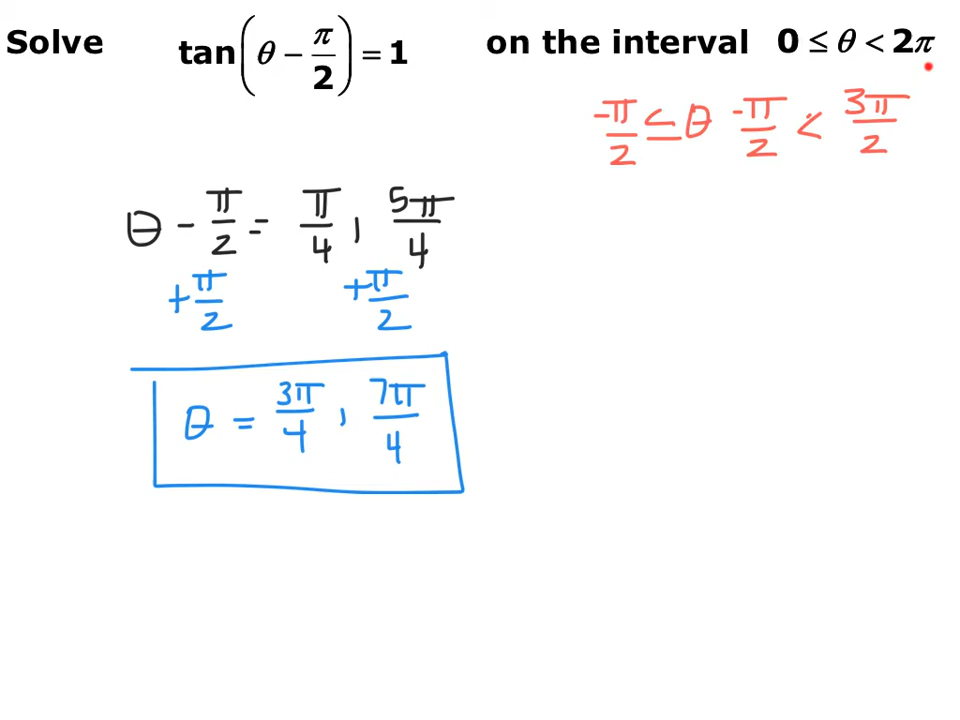 Solve tan(θ − π/2) = 1 on the interval 0 ≤ θ < 2π
-π/2 ≤ θ -π/2 < 3π/2
θ − π/2 = π/4 , 5π/4
+π/2 +π/2
θ = 3π/4 , 7π/4